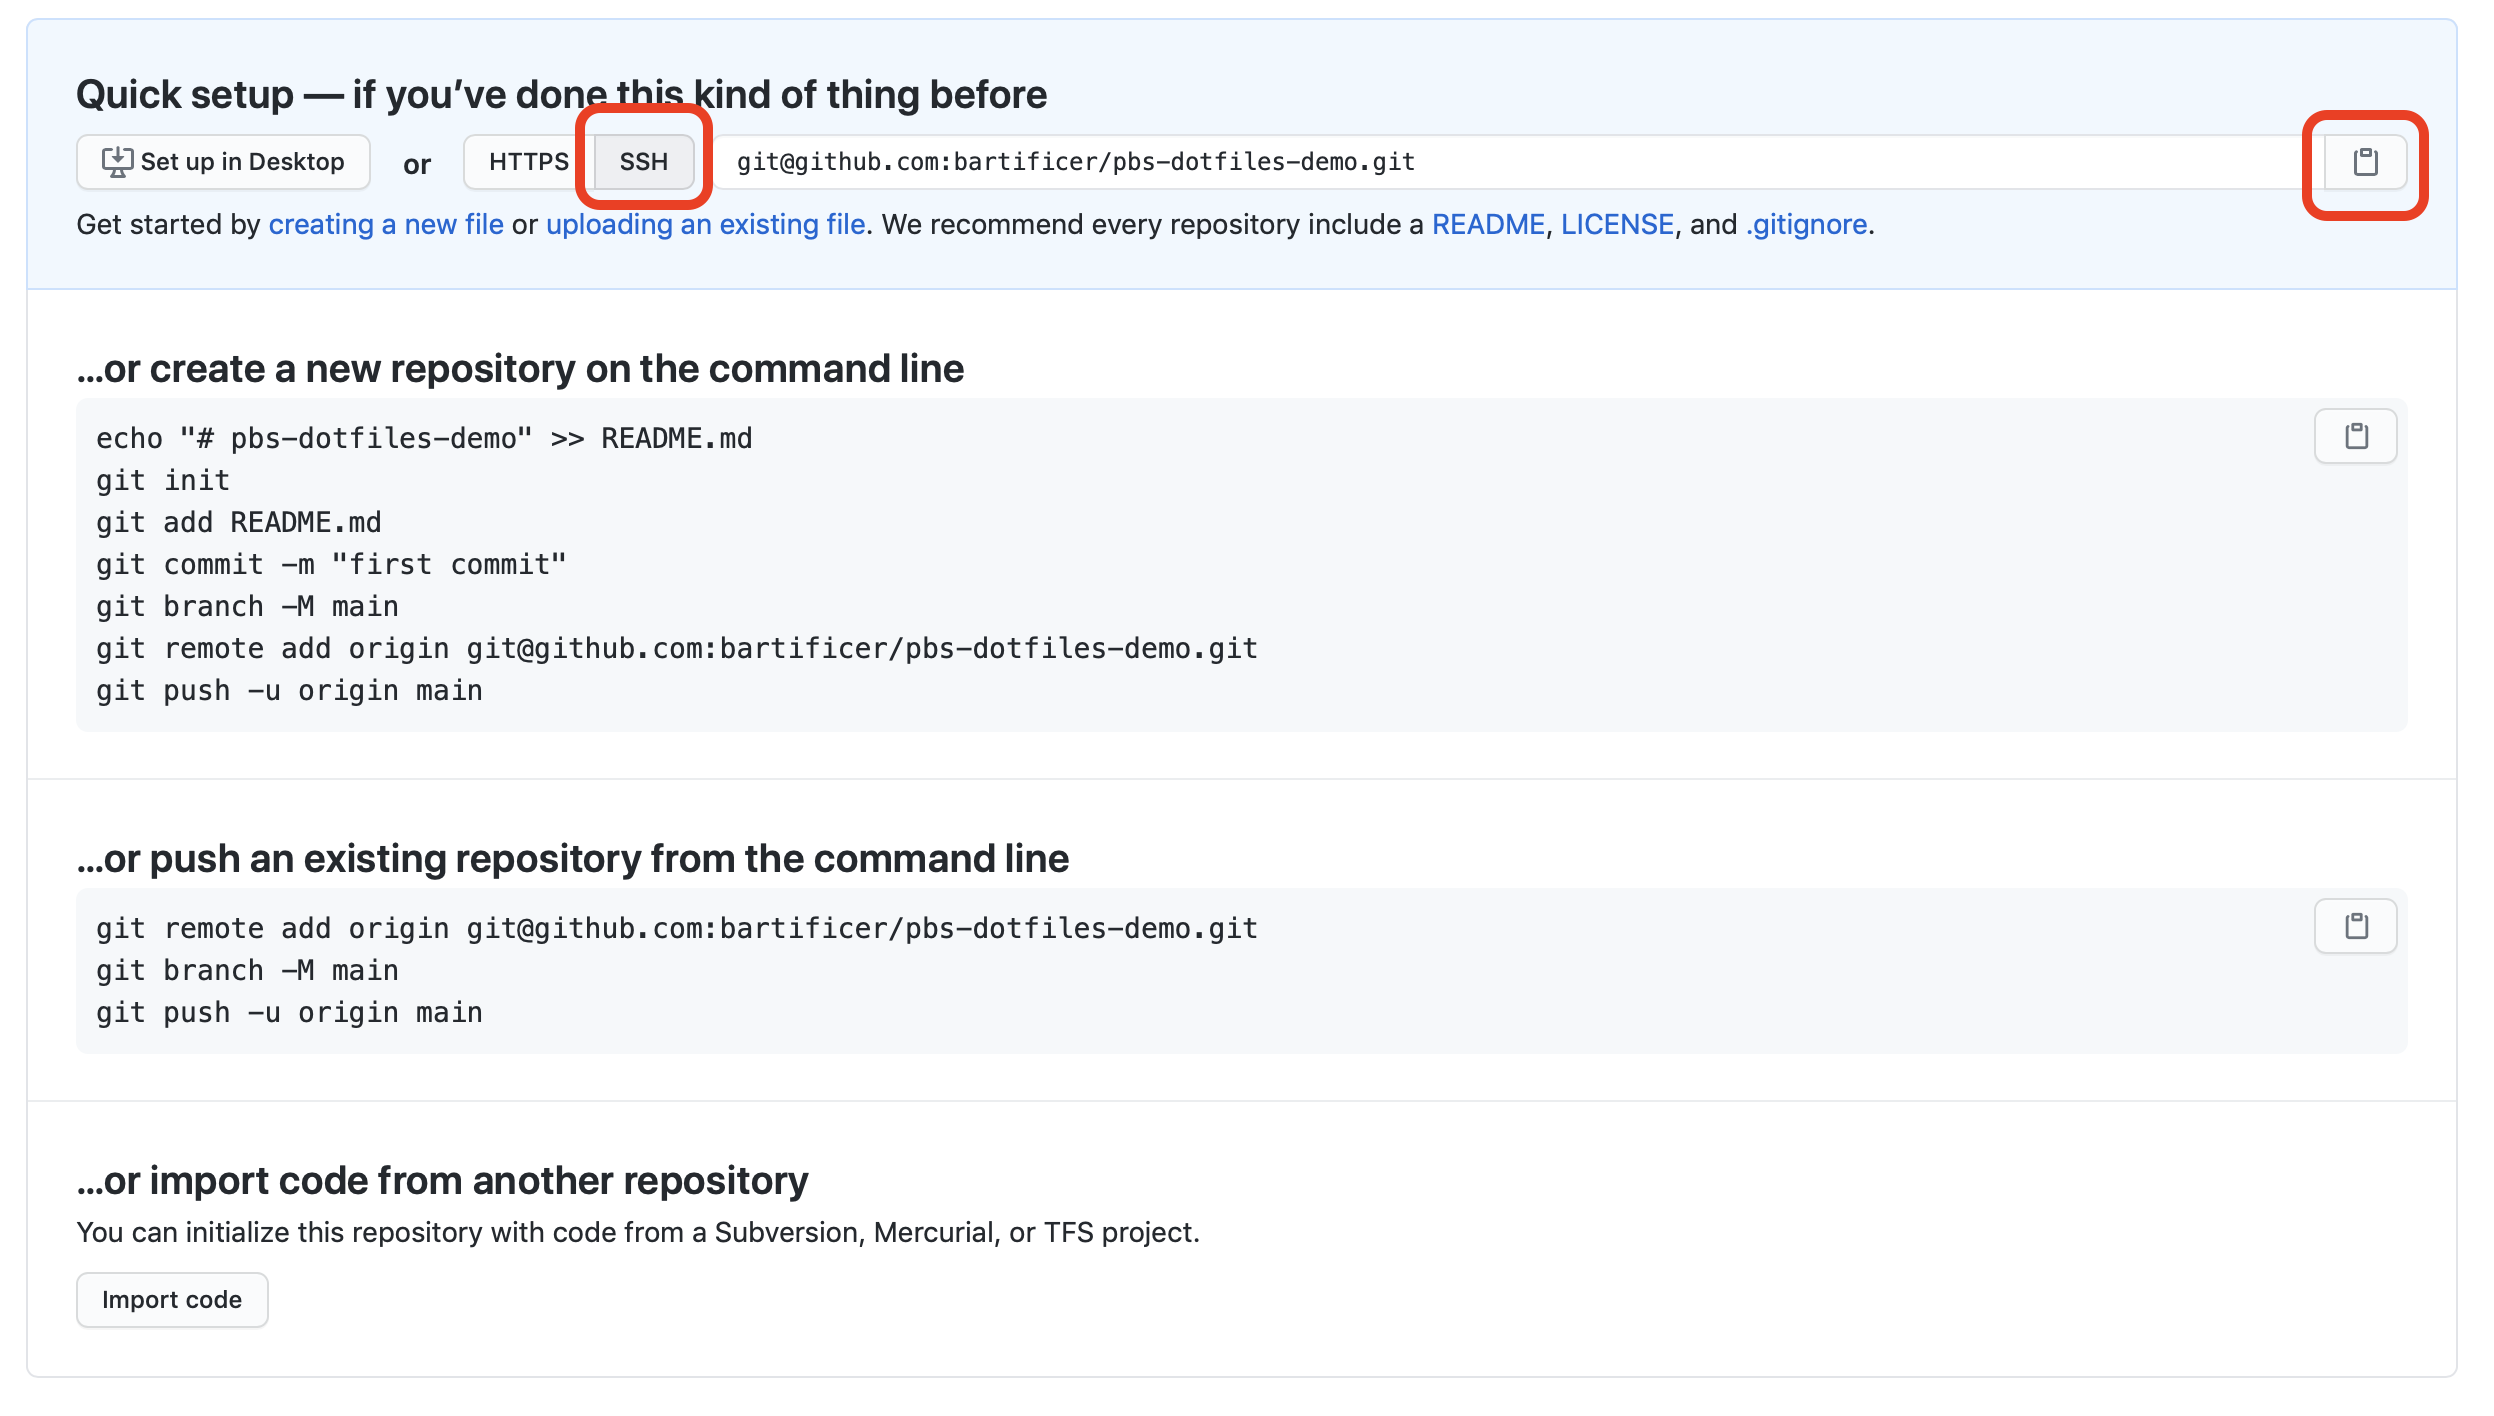 Quick setup — if you’ve done this kind of thing before
Set up in Desktop or HTTPS SSH git@github.com:bartificer/pbs-dotfiles-demo.git
Get started by creating a new file or uploading an existing file. We recommend every repository include a README, LICENSE, and .gitignore.
…or create a new repository on the command line
echo "# pbs-dotfiles-demo" >> README.md
git init
git add README.md
git commit -m "first commit"
git branch -M main
git remote add origin git@github.com:bartificer/pbs-dotfiles-demo.git
git push -u origin main
…or push an existing repository from the command line
git remote add origin git@github.com:bartificer/pbs-dotfiles-demo.git
git branch -M main
git push -u origin main
…or import code from another repository
You can initialize this repository with code from a Subversion, Mercurial, or TFS project.
Import code